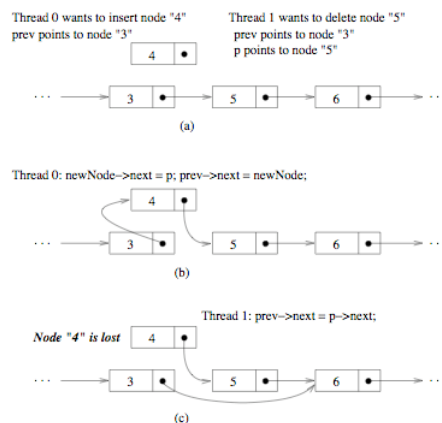 Thread 0 wants to insert node "4"
prev points to node "3"
Thread 1 wants to delete node "5"
prev points to node "3"
p points to node "5"
4
... 3 5 6 ..
(a)
Thread 0: newNode->next = p; prev->next = newNode;
4
... 3 5 6 ..
(b)
Thread 1: prev->next = p->next;
Node "4" is lost 4
... 3 5 6 ..
(c)